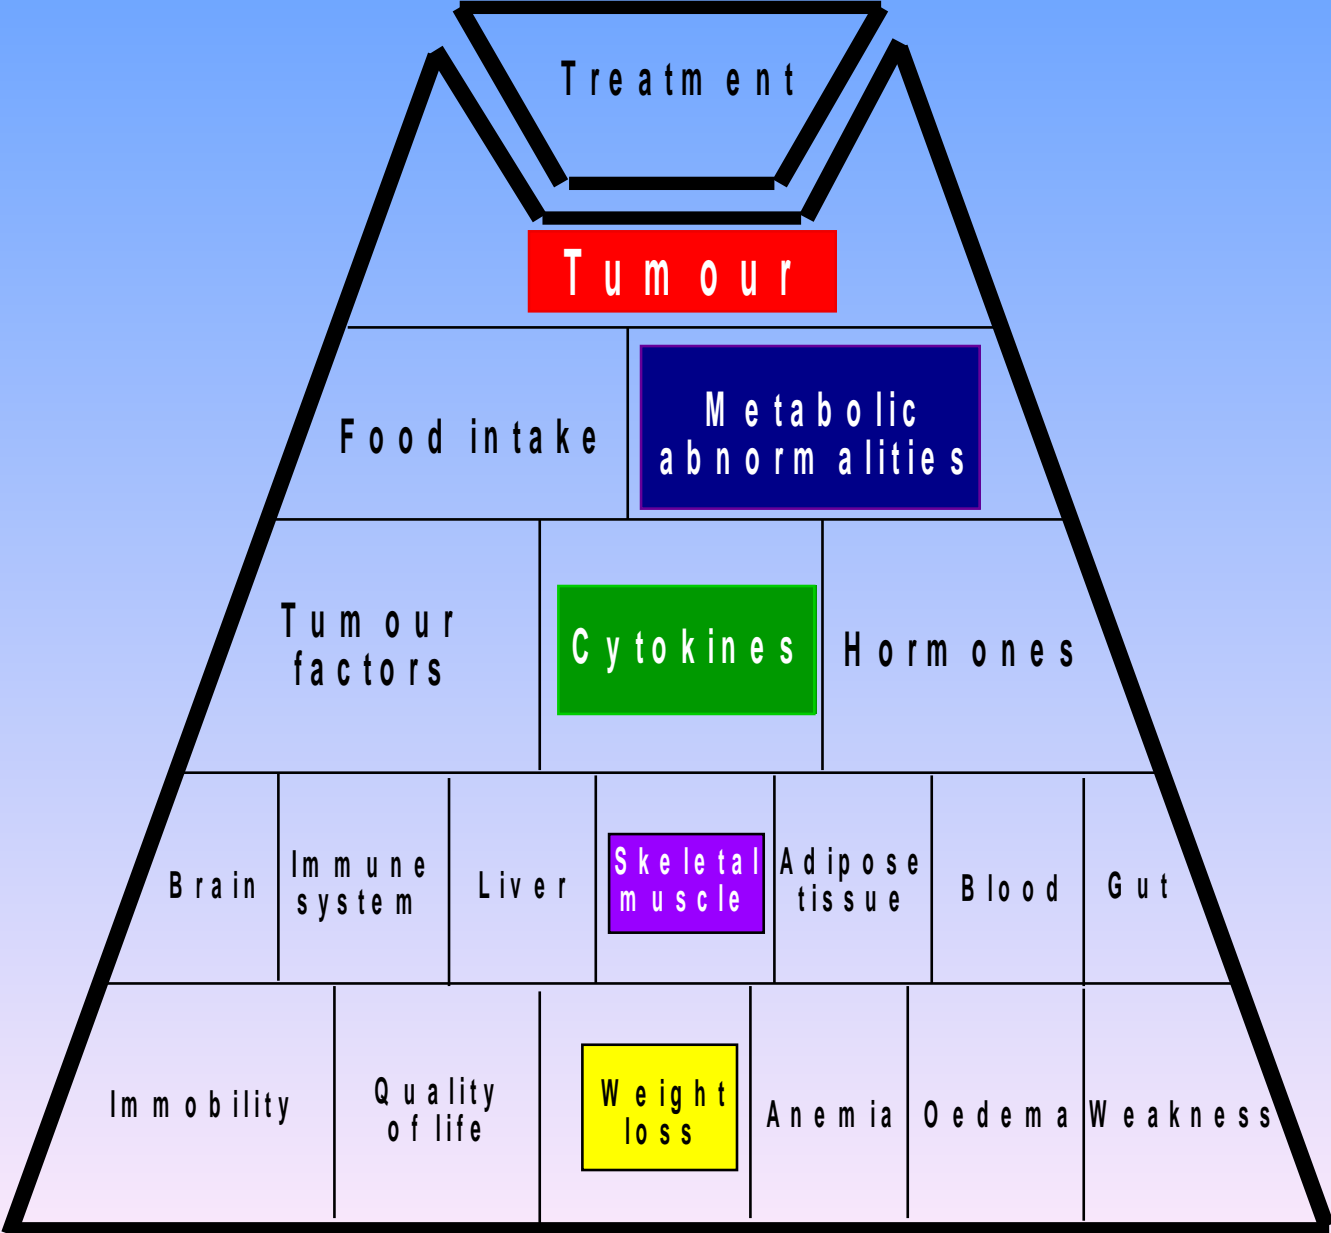 Treatment
Tumour
Food intake
Metabolic
abnormalities
Tumour
factors
Cytokines
Hormones
Brain
Immune
system
Liver
Skeletal
muscle
Adipose
tissue
Blood
Gut
Immobility
Quality
of life
Weight
loss
Anemia
Oedema
Weakness